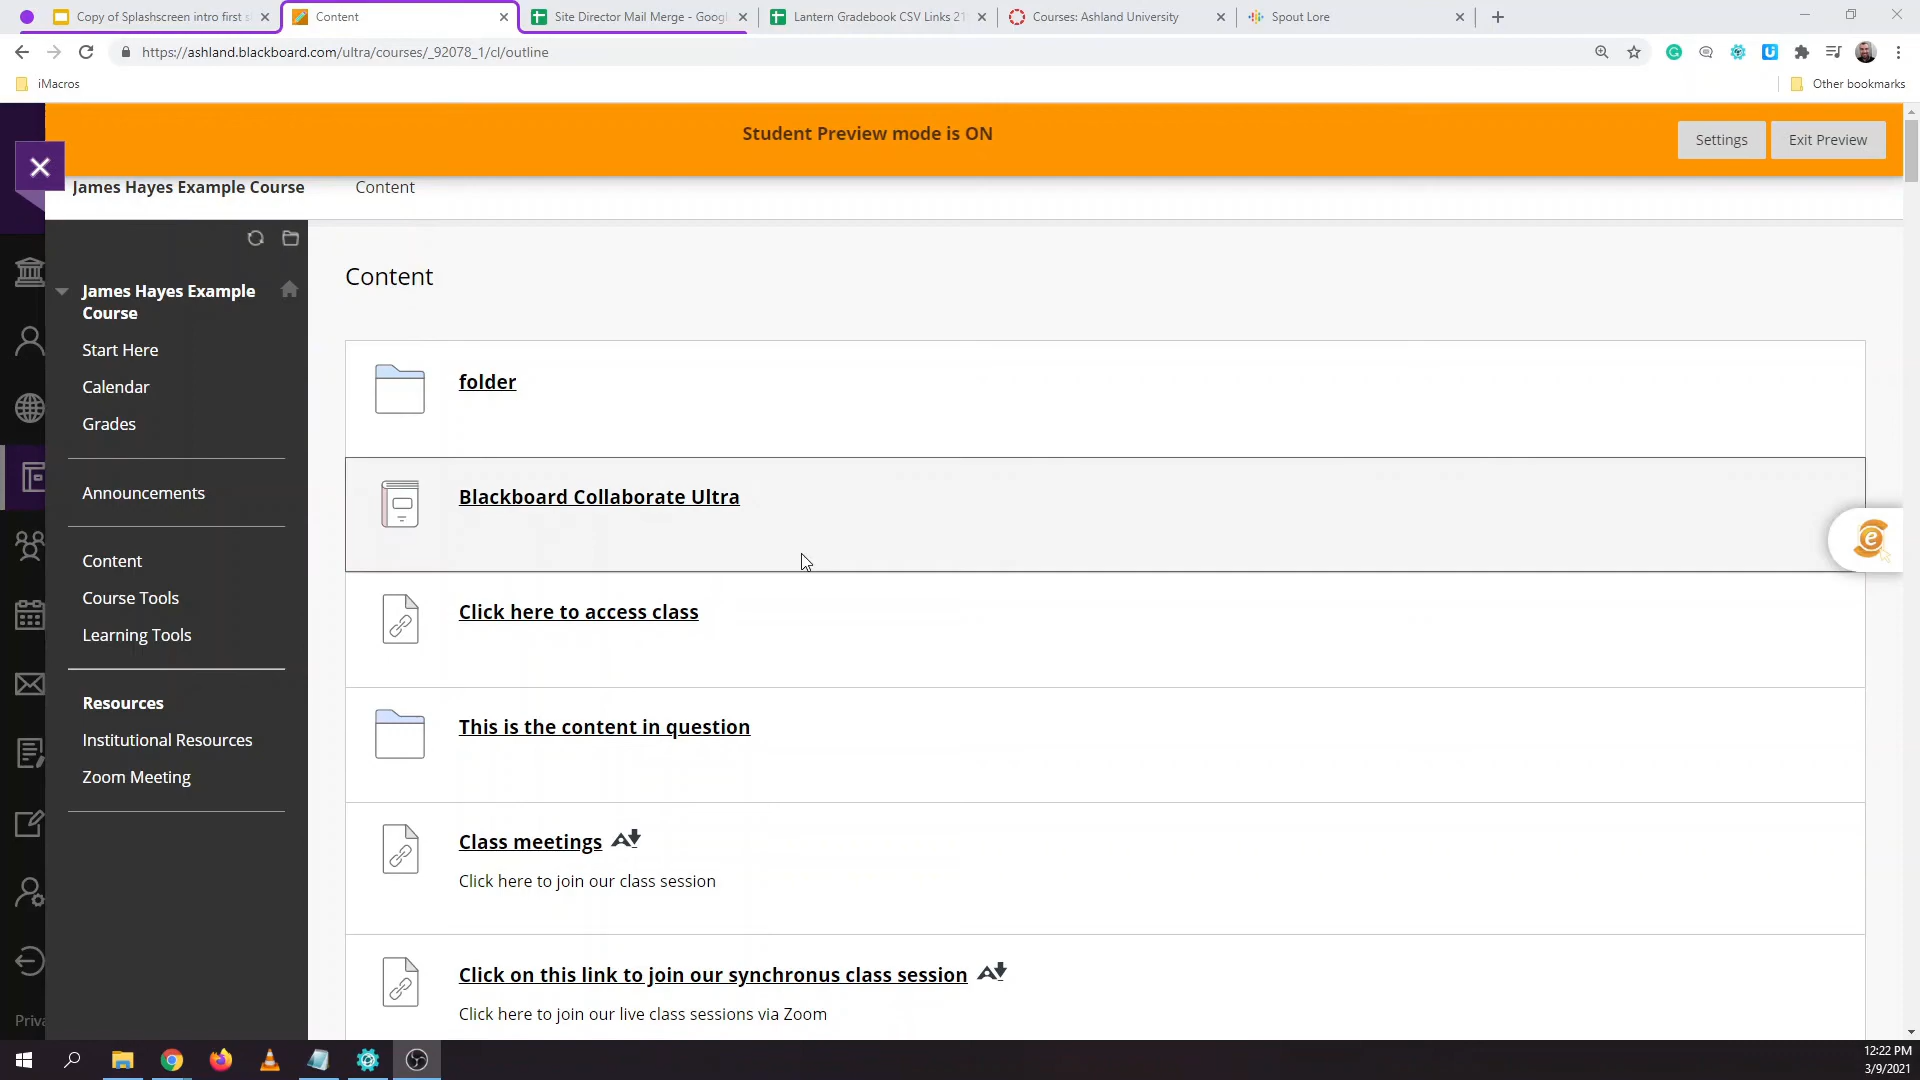 Copy of Splashscreen intro first s
Content
Site Director Mail Merge - Googl
Lantern Gradebook CSV Links 21
Courses: Ashland University
Spout Lore
https://ashland.blackboard.com/ultra/courses/_92078_1/cl/outline
iMacros
Other bookmarks
Student Preview mode is ON
Settings
Exit Preview
James Hayes Example Course
Content
James Hayes Example
Course
Start Here
Calendar
Grades
Announcements
Content
Course Tools
Learning Tools
Resources
Institutional Resources
Zoom Meeting
Priva
Content
folder
Blackboard Collaborate Ultra
Click here to access class
This is the content in question
Class meetings
Click here to join our class session
Click on this link to join our synchronus class session
Click here to join our live class sessions via Zoom
e
12:22 PM
3/9/2021